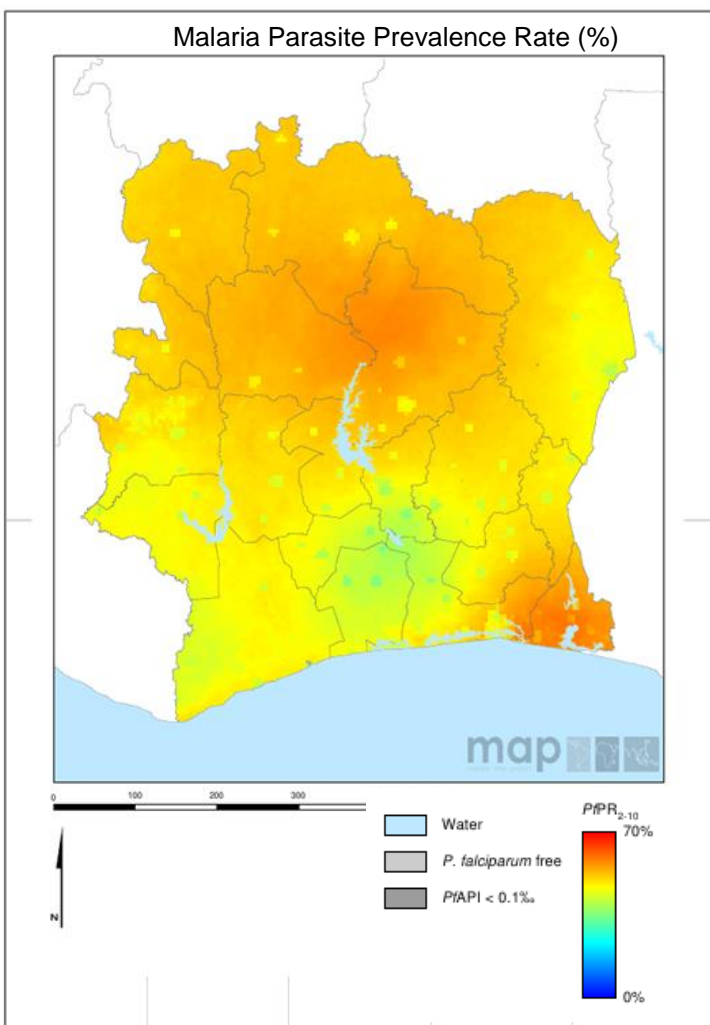 Malaria Parasite Prevalence Rate (%)
map
0 100 200 300
Water
P. falciparum free
PfAPI < 0.1‰
PfPR2-10
70%
0%
N